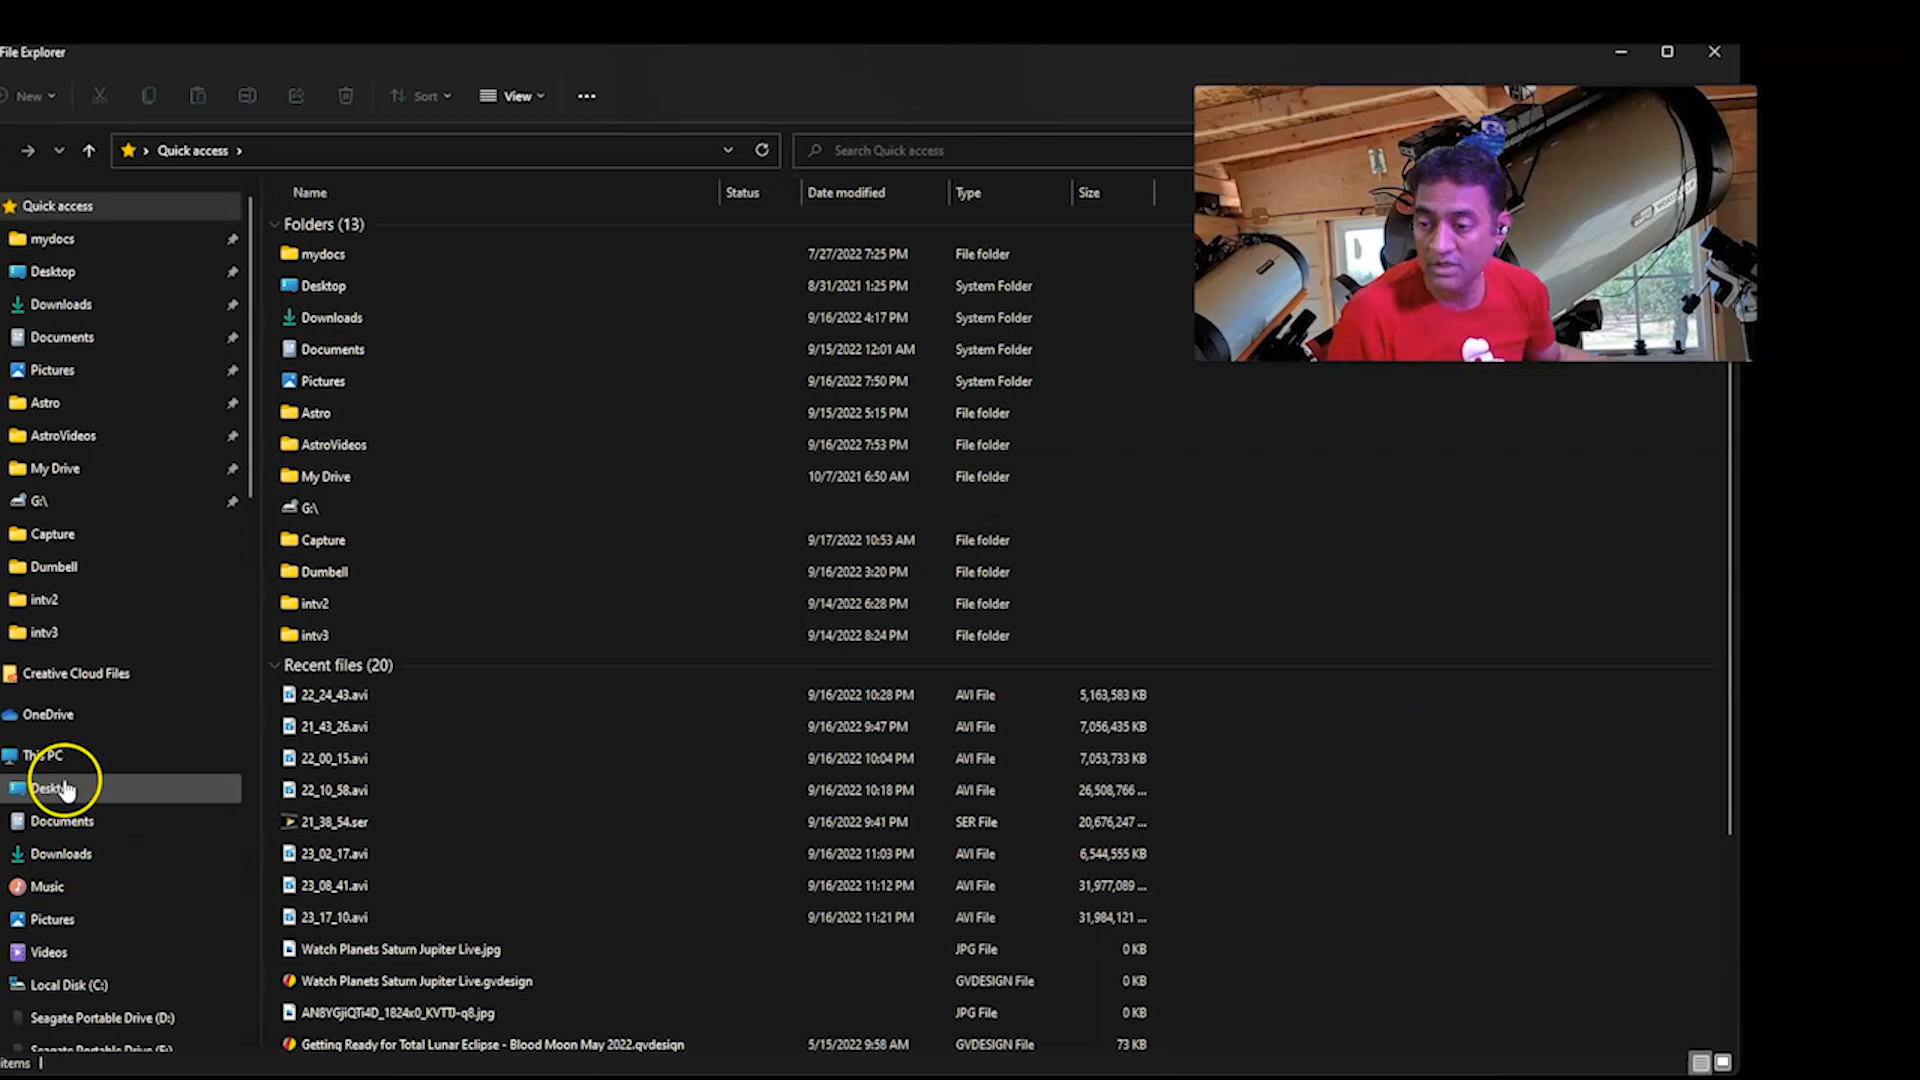 File Explorer
New
Sort
View
Quick access
Search Quick access
Name Status Date modified Type Size
Quick access
mydocs
Desktop
Downloads
Documents
Pictures
Astro
AstroVideos
My Drive
G:\
Capture
Dumbell
intv2
intv3
Creative Cloud Files
OneDrive
This PC
Documents
Downloads
Music
Pictures
Videos
Local Disk (C:)
Seagate Portable Drive (D:)
items
Folders (13)
mydocs 7/27/2022 7:25 PM File folder
Desktop 8/31/2021 1:25 PM System Folder
Downloads 9/16/2022 4:17 PM System Folder
Documents 9/15/2022 12:01 AM System Folder
Pictures 9/16/2022 7:50 PM System Folder
Astro 9/15/2022 5:15 PM File folder
AstroVideos 9/16/2022 7:53 PM File folder
My Drive 10/7/2021 6:50 AM File folder
G:\
Capture 9/17/2022 10:53 AM File folder
Dumbell 9/16/2022 3:20 PM File folder
intv2 9/14/2022 6:28 PM File folder
intv3 9/14/2022 8:24 PM File folder
Recent files (20)
22_24_43.avi 9/16/2022 10:28 PM AVI File 5,163,583 KB
21_43_26.avi 9/16/2022 9:47 PM AVI File 7,056,435 KB
22_00_15.avi 9/16/2022 10:04 PM AVI File 7,053,733 KB
22_10_58.avi 9/16/2022 10:18 PM AVI File 26,508,766 ...
21_38_54.ser 9/16/2022 9:41 PM SER File 20,676,247 ...
23_02_17.avi 9/16/2022 11:03 PM AVI File 6,544,555 KB
23_08_41.avi 9/16/2022 11:12 PM AVI File 31,977,089 ...
23_17_10.avi 9/16/2022 11:21 PM AVI File 31,984,121 ...
Watch Planets Saturn Jupiter Live.jpg JPG File 0 KB
Watch Planets Saturn Jupiter Live.gvdesign GVDESIGN File 0 KB
JPG File 0 KB
Getting Ready for Total Lunar Eclipse - Blood Moon May 2022.gvdesign 5/15/2022 9:58 AM GVDESIGN File 73 KB